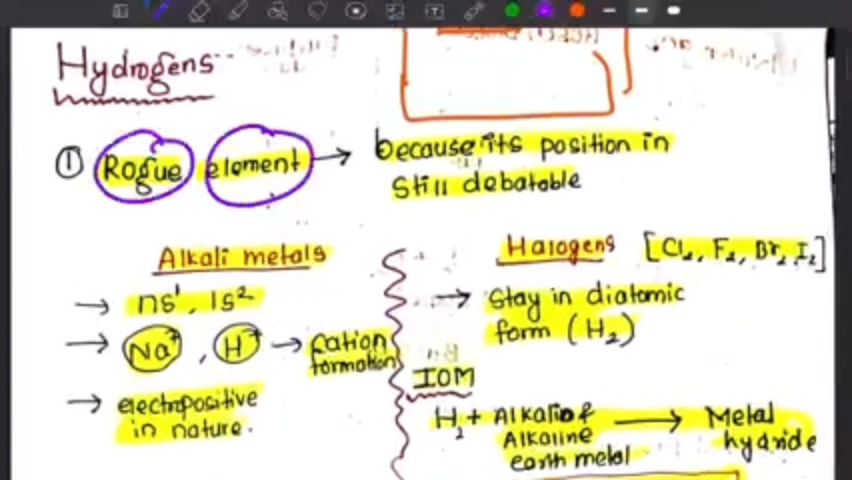 Hydrogens
① Rogue element → because its position in
still debatable
Alkali metals
→ ns¹, 1s²
→ Na⁺, H⁺ → cation
formation
→ electropositive
in nature.
Halogens [Cl₂, F₂, Br₂, I₂]
→ Stay in diatomic
form (H₂)
IOM
H₂ + Alkali &
Alkaline
earth metal
→ Metal
hydride